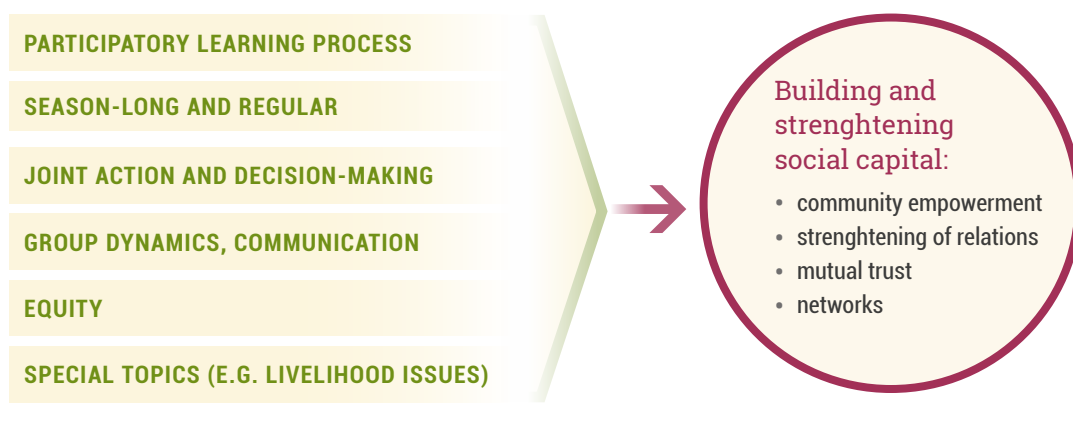 PARTICIPATORY LEARNING PROCESS
SEASON-LONG AND REGULAR
JOINT ACTION AND DECISION-MAKING
GROUP DYNAMICS, COMMUNICATION
EQUITY
SPECIAL TOPICS (E.G. LIVELIHOOD ISSUES)
Building and
strenghtening
social capital:
• community empowerment
• strenghtening of relations
• mutual trust
• networks